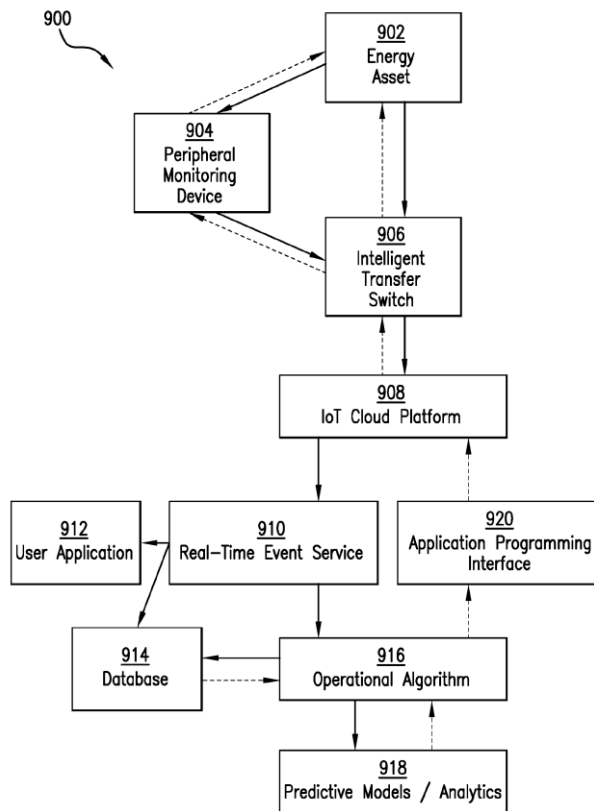 900
902
Energy
Asset
904
Peripheral
Monitoring
Device
906
Intelligent
Transfer
Switch
908
IoT Cloud Platform
912
User Application
910
Real-Time Event Service
920
Application Programming
Interface
914
Database
916
Operational Algorithm
918
Predictive Models / Analytics